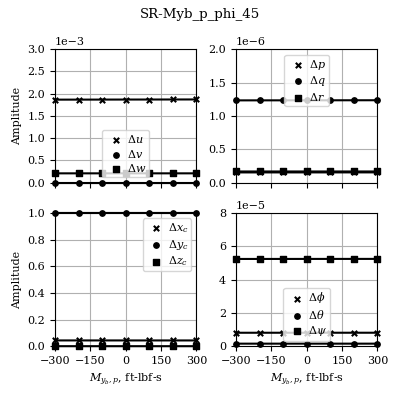 SR-Myb_p_phi_45
1e−3
3.0
2.5
2.0
1.5
1.0
0.5
0.0
Amplitude
Δu
Δv
Δw
1e−6
2.0
1.5
1.0
0.5
0.0
Δp
Δq
Δr
1.0
0.8
0.6
0.4
0.2
0.0
Amplitude
Δx_c
Δy_c
Δz_c
−300 −150 0 150 300
M_{y_b,p}, ft-lbf-s
1e−5
8
6
4
2
0
Δϕ
Δθ
Δψ
−300 −150 0 150 300
M_{y_b,p}, ft-lbf-s